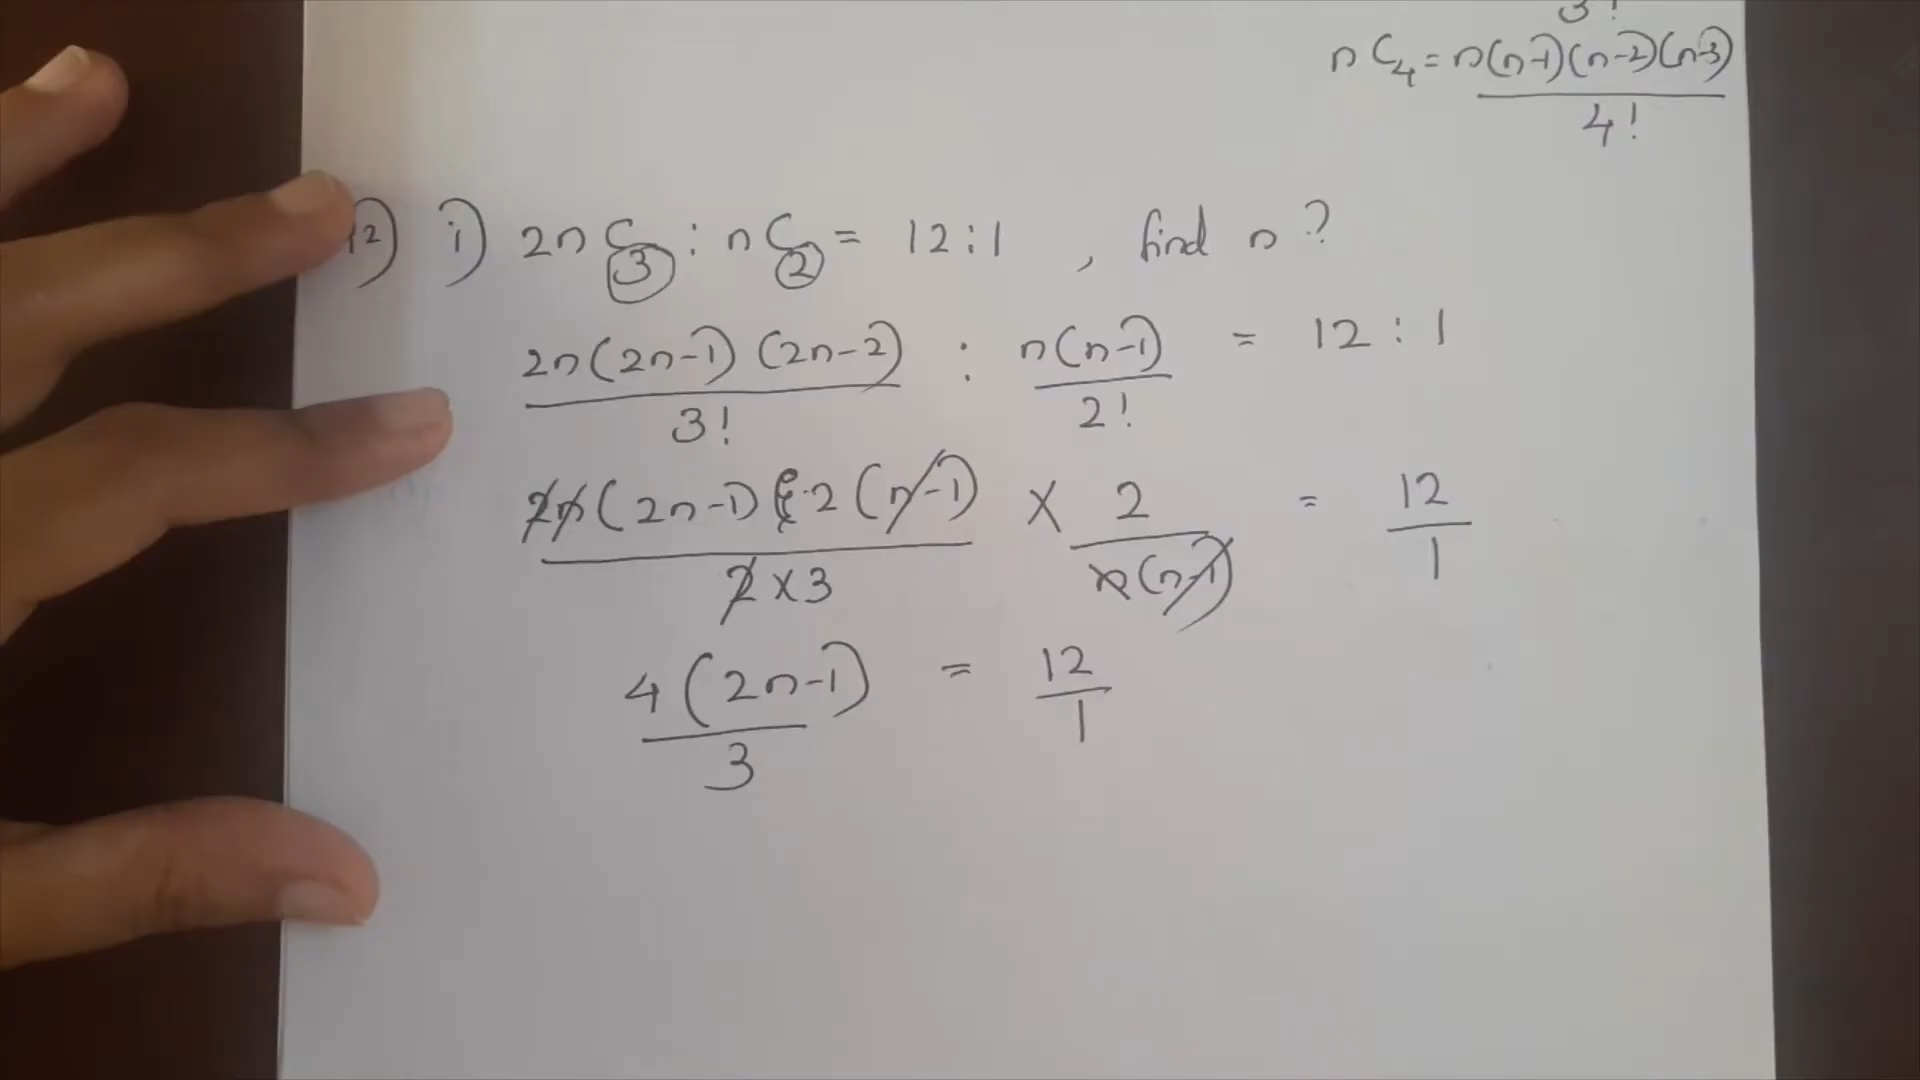 3!
nC₄ = n(n-1)(n-2)(n-3)
4!
12) i) 2nC₃ : nC₂ = 12 : 1 , find n ?
2n(2n-1)(2n-2) : n(n-1) = 12 : 1
3! 2!
2n(2n-1) 2(n-1) × 2 = 12
2×3 n(n-1) 1
4(2n-1) = 12
3 1